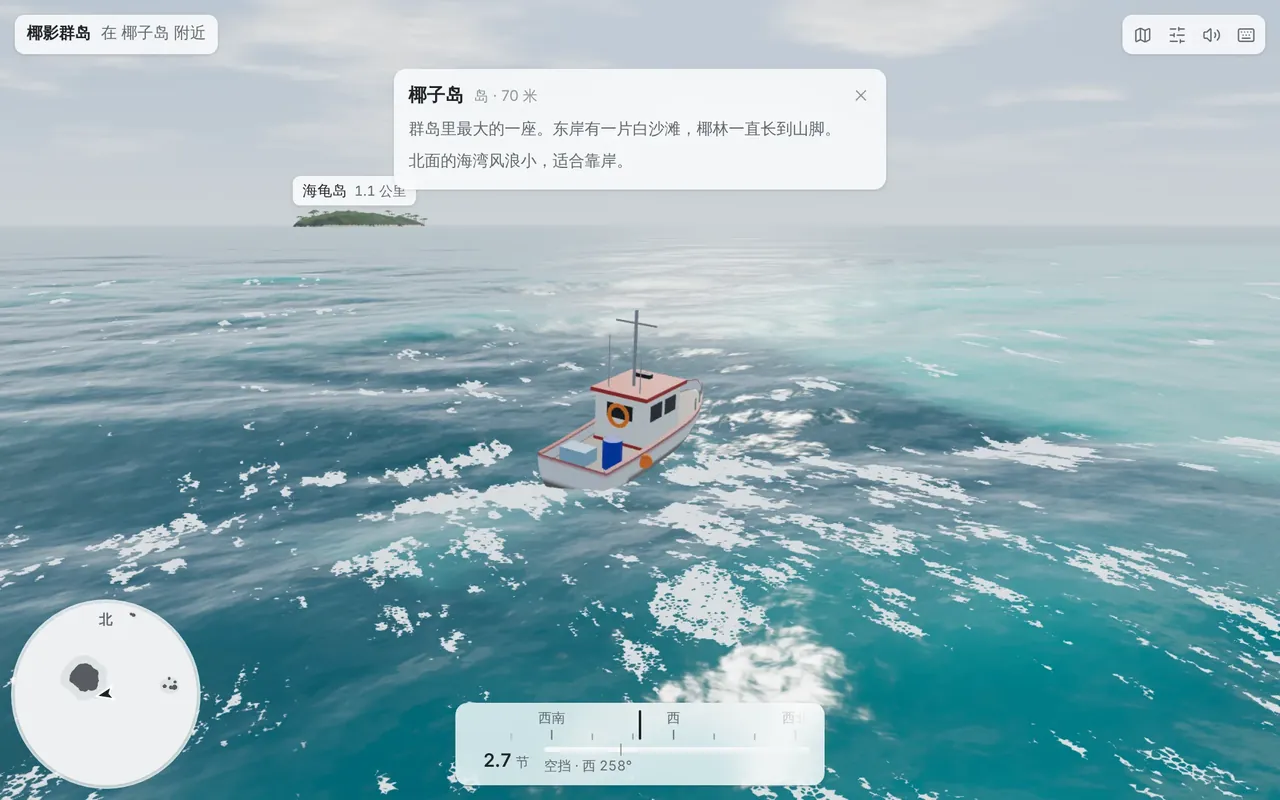 椰影群岛 在 椰子岛 附近
椰子岛 岛 · 70 米
群岛里最大的一座。东岸有一片白沙滩，椰林一直长到山脚。
北面的海湾风浪小，适合靠岸。
海龟岛 1.1 公里
北
西南 西 西
2.7 节 空挡 · 西 258°